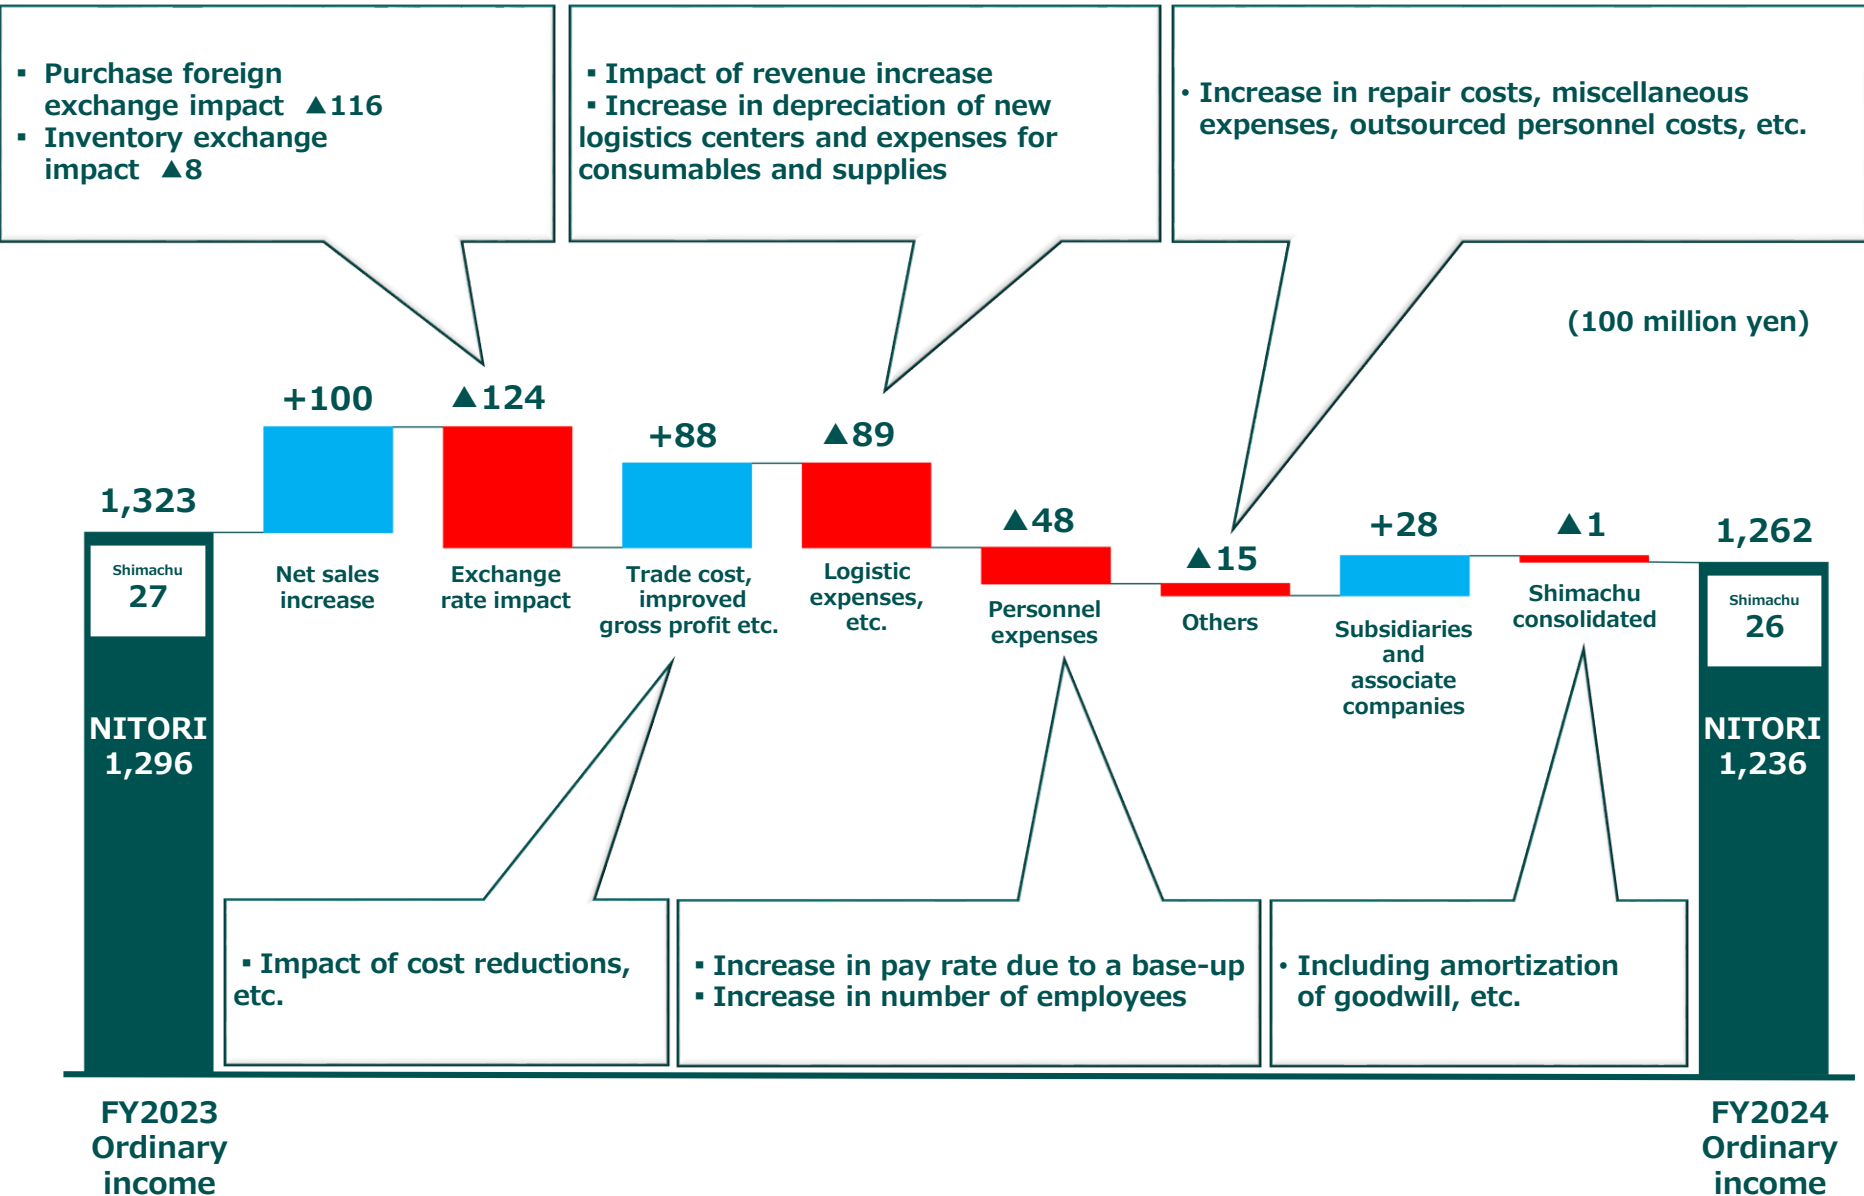 ▪ Purchase foreign
exchange impact ▲116
▪ Inventory exchange
impact ▲8
▪ Impact of revenue increase
▪ Increase in depreciation of new
logistics centers and expenses for
consumables and supplies
• Increase in repair costs, miscellaneous
expenses, outsourced personnel costs, etc.
(100 million yen)
1,323
Shimachu
27
NITORI
1,296
+100
Net sales
increase
▲124
Exchange
rate impact
+88
Trade cost,
improved
gross profit etc.
▲89
Logistic
expenses,
etc.
▲48
Personnel
expenses
▲15
Others
+28
Subsidiaries
and
associate
companies
▲1
Shimachu
consolidated
1,262
Shimachu
26
NITORI
1,236
▪ Impact of cost reductions,
etc.
▪ Increase in pay rate due to a base-up
▪ Increase in number of employees
• Including amortization
of goodwill, etc.
FY2023
Ordinary
income
FY2024
Ordinary
income